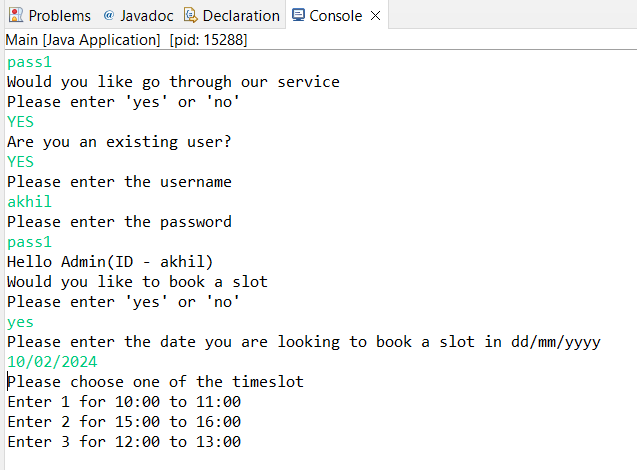 Problems @ Javadoc Declaration Console
Main [Java Application] [pid: 15288]
pass1
Would you like go through our service
Please enter 'yes' or 'no'
YES
Are you an existing user?
YES
Please enter the username
akhil
Please enter the password
pass1
Hello Admin(ID - akhil)
Would you like to book a slot
Please enter 'yes' or 'no'
yes
Please enter the date you are looking to book a slot in dd/mm/yyyy
10/02/2024
Please choose one of the timeslot
Enter 1 for 10:00 to 11:00
Enter 2 for 15:00 to 16:00
Enter 3 for 12:00 to 13:00